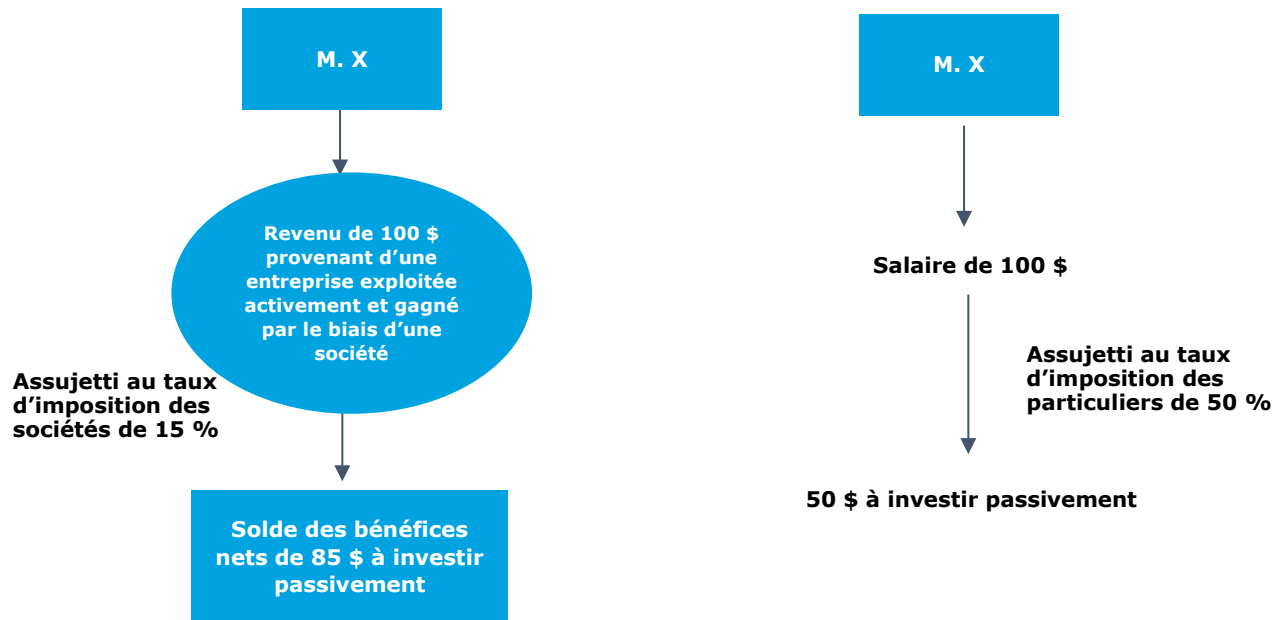 M. X
Revenu de 100 $
provenant d’une
entreprise exploitée
activement et gagné
par le biais d’une
société
Assujetti au taux
d’imposition des
sociétés de 15 %
Solde des bénéfices
nets de 85 $ à investir
passivement
M. X
Salaire de 100 $
Assujetti au taux
d’imposition des
particuliers de 50 %
50 $ à investir passivement